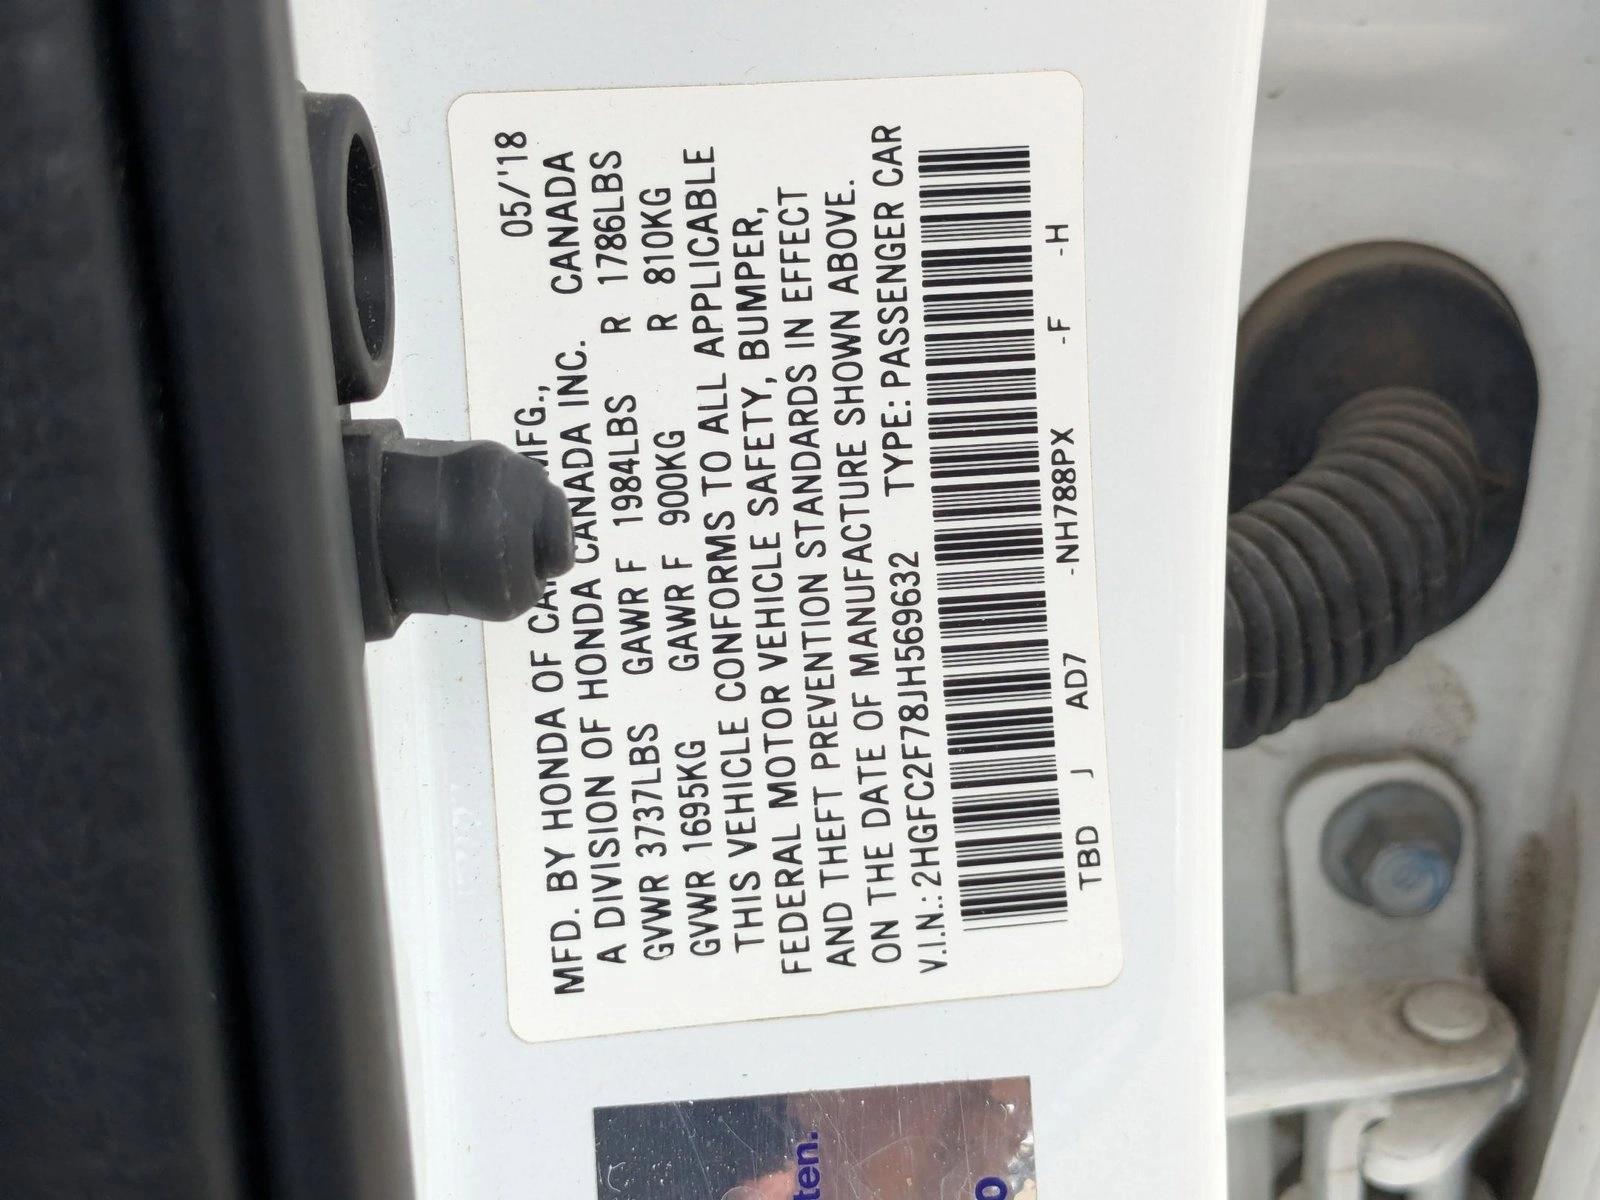 05/'18
MFD. BY HONDA OF MFG.,
A DIVISION OF HONDA CANADA INC. CANADA
GVWR 3737LBS GAWR F 1984LBS R 1786LBS
GVWR 1695KG GAWR F 900KG R 810KG
THIS VEHICLE CONFORMS TO ALL APPLICABLE
FEDERAL MOTOR VEHICLE SAFETY, BUMPER,
AND THEFT PREVENTION STANDARDS IN EFFECT
ON THE DATE OF MANUFACTURE SHOWN ABOVE.
V.I.N.: 2HGFC2F78JH569632 TYPE: PASSENGER CAR
TBD J AD7 -NH788PX -F -H
ten.